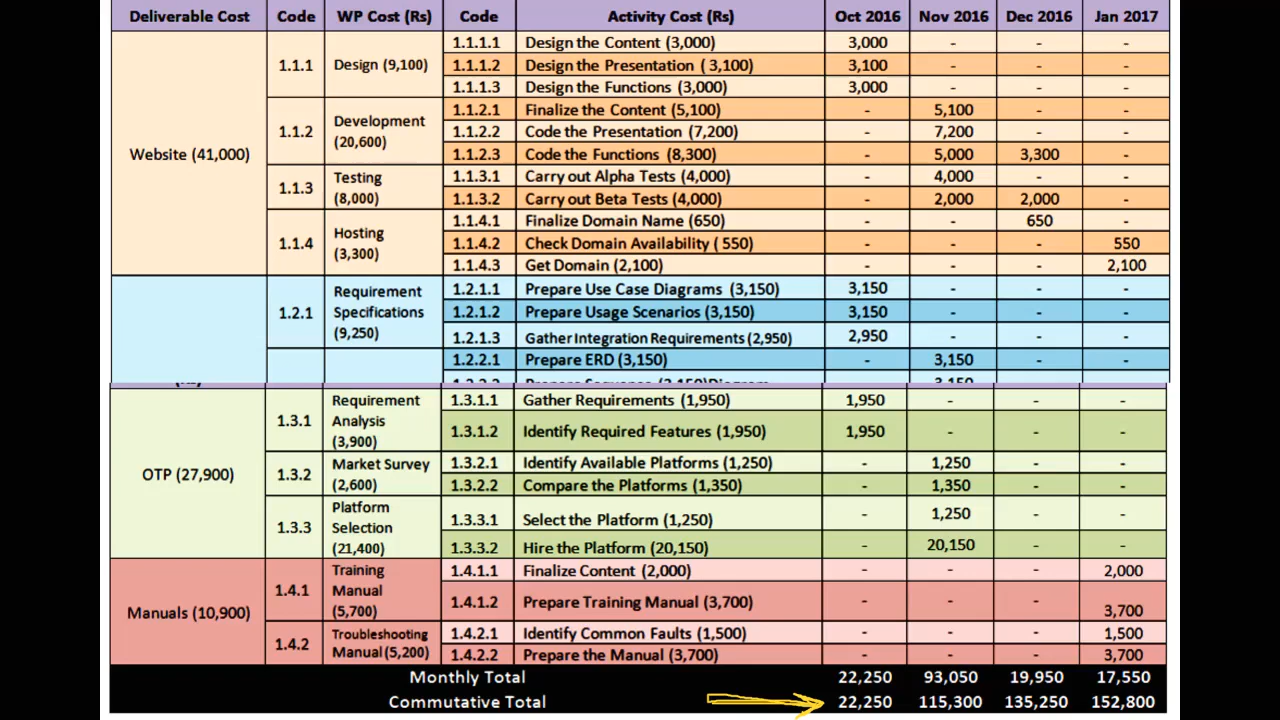 Deliverable Cost Code WP Cost (Rs) Code Activity Cost (Rs) Oct 2016 Nov 2016 Dec 2016 Jan 2017
Website (41,000)
1.1.1 Design (9,100)
1.1.1.1 Design the Content (3,000) 3,000 - - -
1.1.1.2 Design the Presentation ( 3,100) 3,100 - - -
1.1.1.3 Design the Functions (3,000) 3,000 - - -
1.1.2 Development
(20,600)
1.1.2.1 Finalize the Content (5,100) - 5,100 - -
1.1.2.2 Code the Presentation (7,200) - 7,200 - -
1.1.2.3 Code the Functions (8,300) - 5,000 3,300 -
1.1.3 Testing
(8,000)
1.1.3.1 Carry out Alpha Tests (4,000) - 4,000 - -
1.1.3.2 Carry out Beta Tests (4,000) - 2,000 2,000 -
1.1.4 Hosting
(3,300)
1.1.4.1 Finalize Domain Name (650) - - 650 -
1.1.4.2 Check Domain Availability ( 550) - - - 550
1.1.4.3 Get Domain (2,100) - - - 2,100
1.2.1 Requirement
Specifications
(9,250)
1.2.1.1 Prepare Use Case Diagrams (3,150) 3,150 - - -
1.2.1.2 Prepare Usage Scenarios (3,150) 3,150 - - -
1.2.1.3 Gather Integration Requirements (2,950) 2,950 - - -
1.2.2.1 Prepare ERD (3,150) - 3,150 - -
OTP (27,900)
1.3.1 Requirement
Analysis
(3,900)
1.3.1.1 Gather Requirements (1,950) 1,950 - - -
1.3.1.2 Identify Required Features (1,950) 1,950 - - -
1.3.2 Market Survey
(2,600)
1.3.2.1 Identify Available Platforms (1,250) - 1,250 - -
1.3.2.2 Compare the Platforms (1,350) - 1,350 - -
1.3.3 Platform
Selection
(21,400)
1.3.3.1 Select the Platform (1,250) - 1,250 - -
1.3.3.2 Hire the Platform (20,150) - 20,150 - -
Manuals (10,900)
1.4.1 Training
Manual
(5,700)
1.4.1.1 Finalize Content (2,000) - - - 2,000
1.4.1.2 Prepare Training Manual (3,700) - - - 3,700
1.4.2 Troubleshooting
Manual (5,200)
1.4.2.1 Identify Common Faults (1,500) - - - 1,500
1.4.2.2 Prepare the Manual (3,700) - - - 3,700
Monthly Total 22,250 93,050 19,950 17,550
Commutative Total 22,250 115,300 135,250 152,800